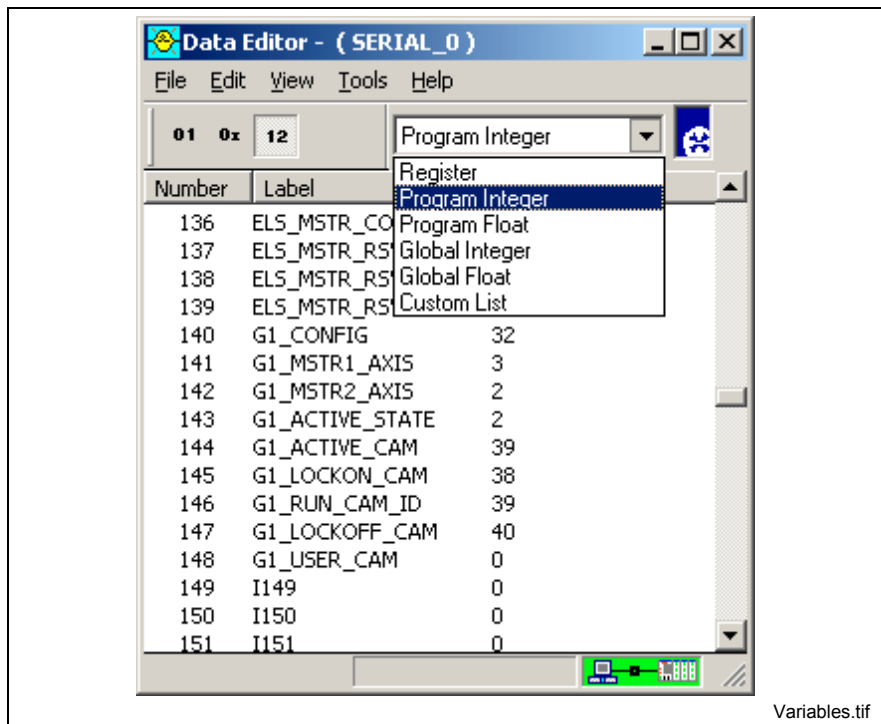 Data Editor - ( SERIAL_0 )
File Edit View Tools Help
01 0x 12 Program Integer
Register
Program Integer
Program Float
Global Integer
Global Float
Custom List
Number Label
136 ELS_MSTR_CO
137 ELS_MSTR_RS
138 ELS_MSTR_RS
139 ELS_MSTR_RS
140 G1_CONFIG 32
141 G1_MSTR1_AXIS 3
142 G1_MSTR2_AXIS 2
143 G1_ACTIVE_STATE 2
144 G1_ACTIVE_CAM 39
145 G1_LOCKON_CAM 38
146 G1_RUN_CAM_ID 39
147 G1_LOCKOFF_CAM 40
148 G1_USER_CAM 0
149 I149 0
150 I150 0
151 I151 0
Variables.tif